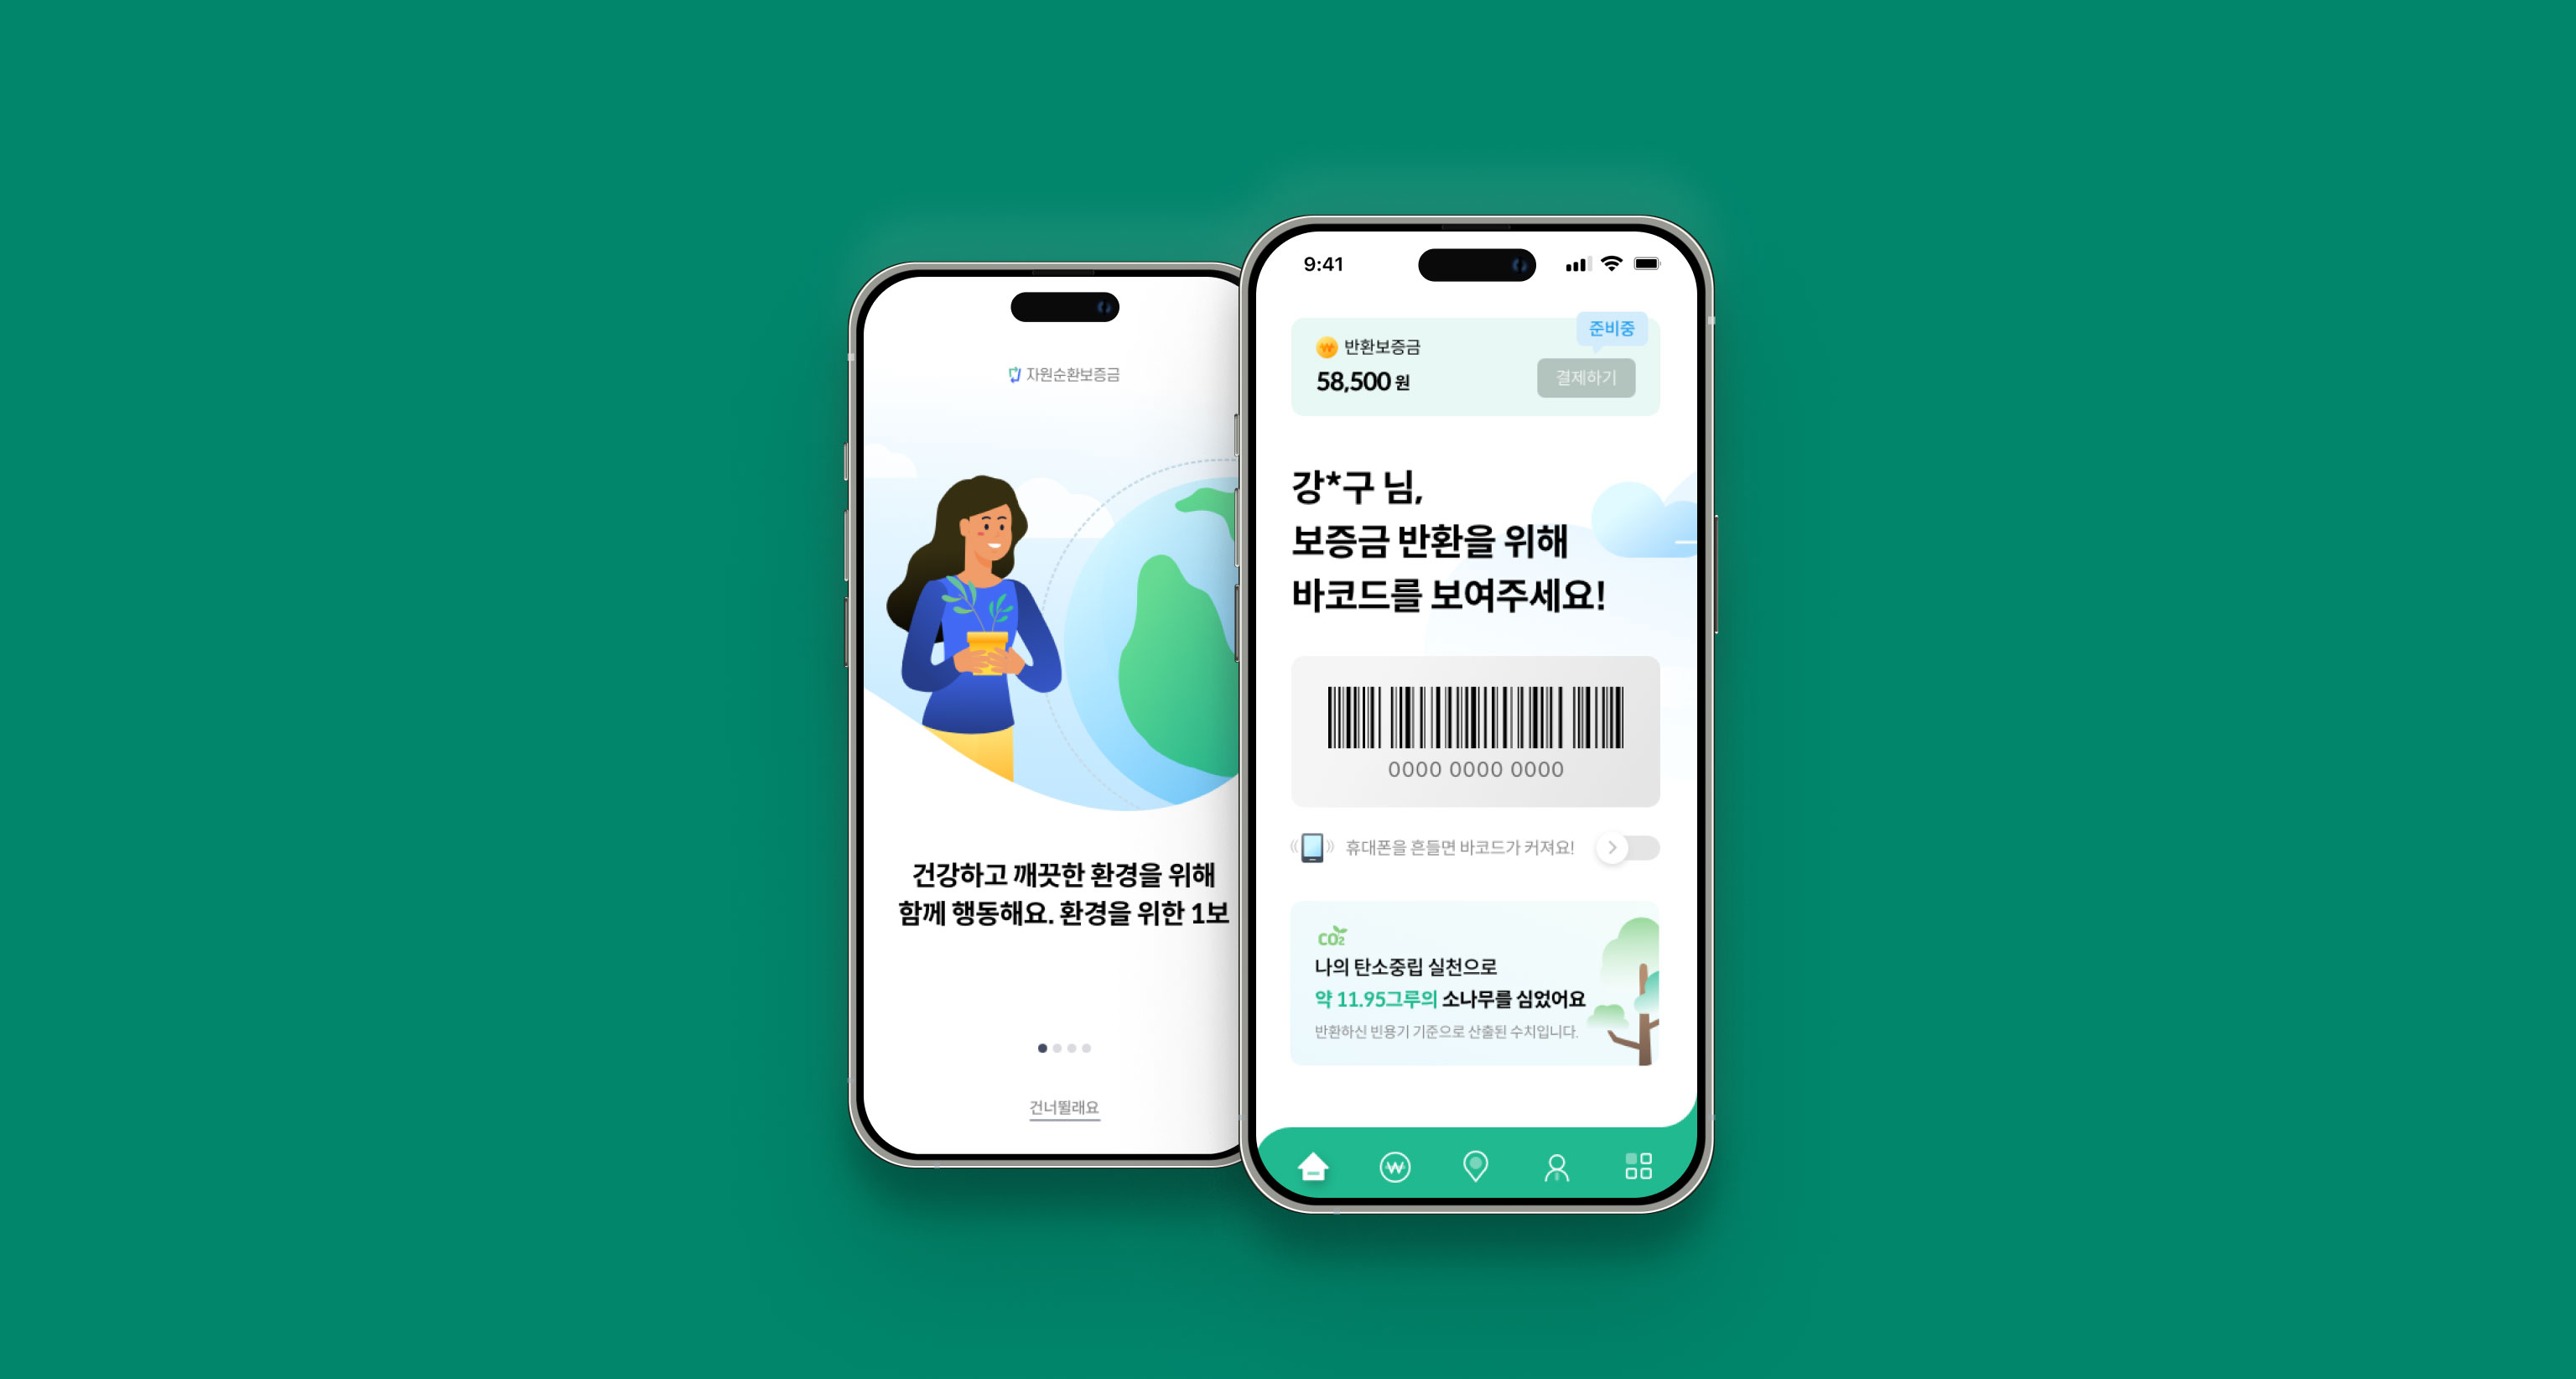 자원순환보증금
건강하고 깨끗한 환경을 위해
함께 행동해요. 환경을 위한 1보
건너뛸래요
9:41
준비중
반환보증금
58,500 원
결제하기
강*구 님,
보증금 반환을 위해
바코드를 보여주세요!
0000 0000 0000
휴대폰을 흔들면 바코드가 커져요!
CO2
나의 탄소중립 실천으로
약 11.95그루의 소나무를 심었어요
반환하신 빈용기 기준으로 산출된 수치입니다.